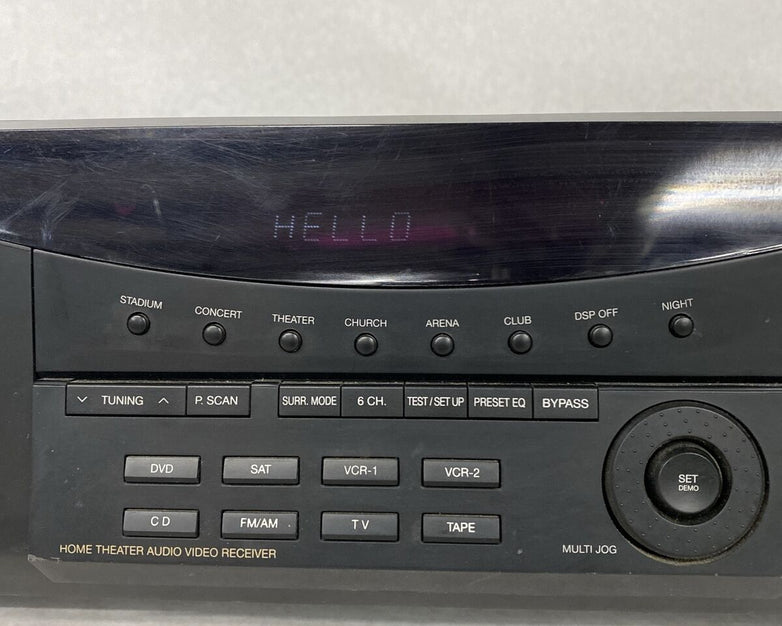 HELLO
STADIUM CONCERT THEATER CHURCH ARENA CLUB DSP OFF NIGHT
TUNING P. SCAN SURR. MODE 6 CH. TEST / SET UP PRESET EQ BYPASS
DVD SAT VCR-1 VCR-2
SET
DEMO
CD FM/AM TV TAPE
HOME THEATER AUDIO VIDEO RECEIVER
MULTI JOG